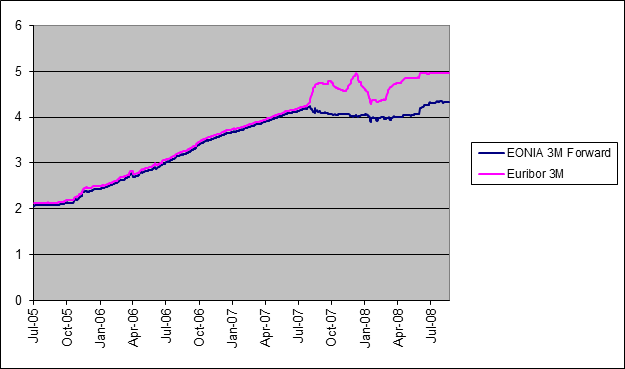 6
5
4
3
2
1
0
Jul-05
Oct-05
Jan-06
Apr-06
Jul-06
Oct-06
Jan-07
Apr-07
Jul-07
Oct-07
Jan-08
Apr-08
Jul-08
EONIA 3M Forward
Euribor 3M